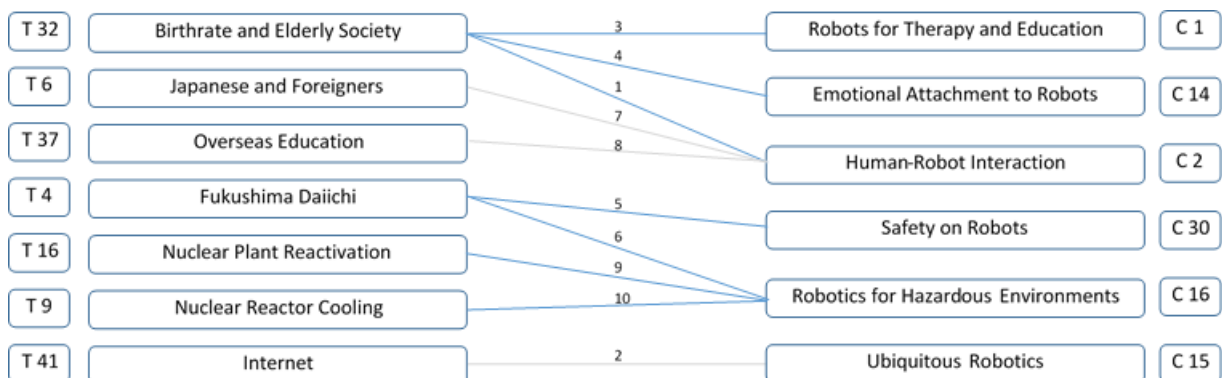 T 32 Birthrate and Elderly Society 3 Robots for Therapy and Education C 1
4
T 6 Japanese and Foreigners 1 Emotional Attachment to Robots C 14
7
T 37 Overseas Education 8 Human-Robot Interaction C 2
T 4 Fukushima Daiichi 5 Safety on Robots C 30
6
T 16 Nuclear Plant Reactivation 9
T 9 Nuclear Reactor Cooling 10 Robotics for Hazardous Environments C 16
T 41 Internet 2 Ubiquitous Robotics C 15